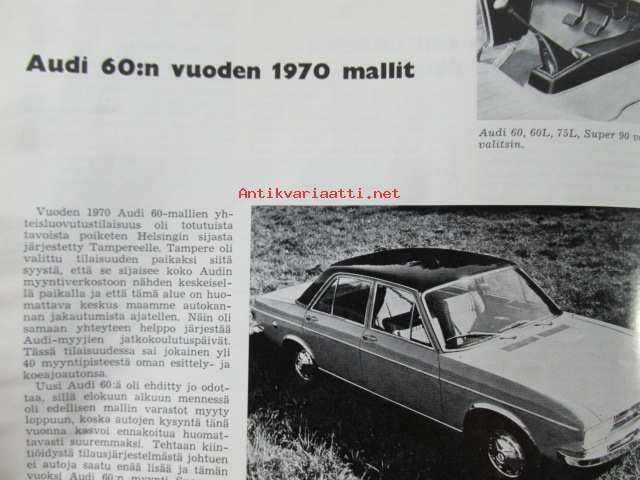 Audi 60:n vuoden 1970 mallit
Audi 60, 60L, 75L, Super 90
valitsin.
Antikvariaatti.net
Vuoden 1970 Audi 60-mallien yh-
teisluovutustilaisuus oli totutuista
tavoista poiketen Helsingin sijasta
järjestetty Tampereelle. Tampere oli
valittu tilaisuuden paikaksi siitä
syystä, että se sijaisee koko Audin
myyntiverkostoon nähden keskeisel-
lä paikalla ja että tämä alue on huo-
mattava keskus maamme autokan-
nan jakautumista ajatellen. Näin oli
samaan yhteyteen helppo järjestää
Audi-myyjien jatkokoulutuspäivät.
Tässä tilaisuudessa sai jokainen yli
40 myyntipisteestä oman esittely- ja
koeajoautonsa.
Uusi Audi 60:ä oli ehditty jo odot-
taa, sillä elokuun alkuun mennessä
oli edellisen mallin varastot myyty
loppuun, koska autojen kysyntä tänä
vuonna kasvoi ennakoitua huomat-
tavasti suuremmaksi. Tehtaan kiin-
tiöidystä tilausjärjestelmästä johtuen
ei autoja saatu enää lisää ja tämän
vuoksi Audi 60:n myynti